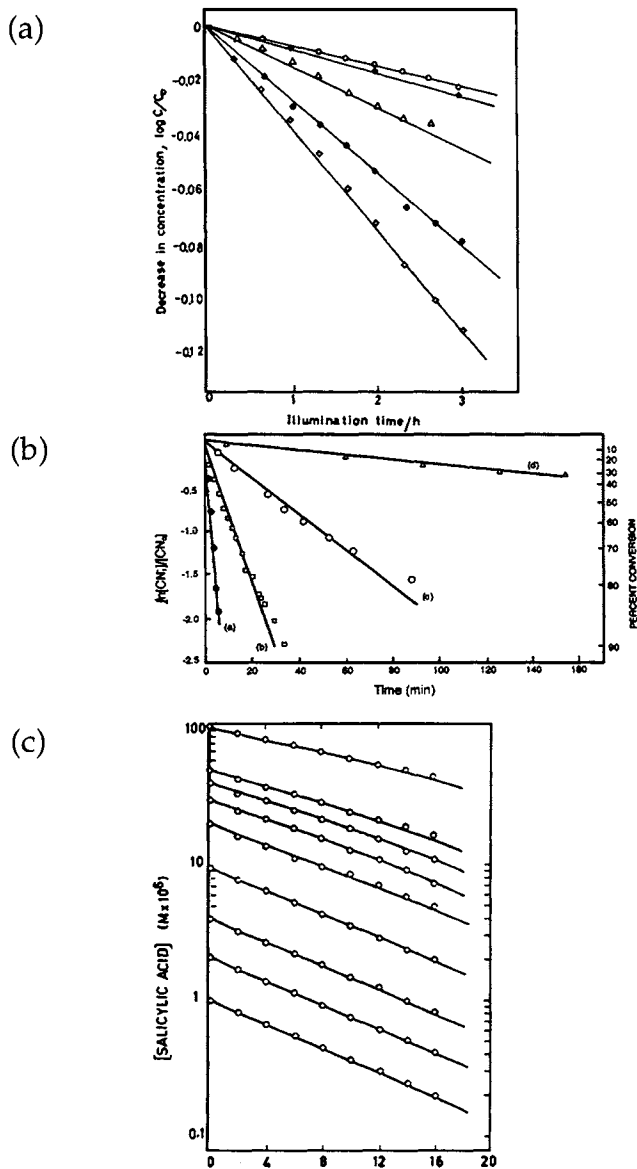 (a)
0
-0.02
-0.04
-0.06
-0.08
-0.10
-0.12
Decrease in concentration, log C/C₀
0 1 2 3
Illumination time/h
(b)
-0.5
-1.0
-1.5
-2.0
-2.5
(a)
(b)
(c)
(d)
10
20
30
40
50
60
70
80
90
PERCENT CONVERSION
0 20 40 60 80 100 120 140 160
Time (min)
(c)
100
10
1
0.1
[SALICYLIC ACID] (M×10⁶)
0 4 8 12 16 20